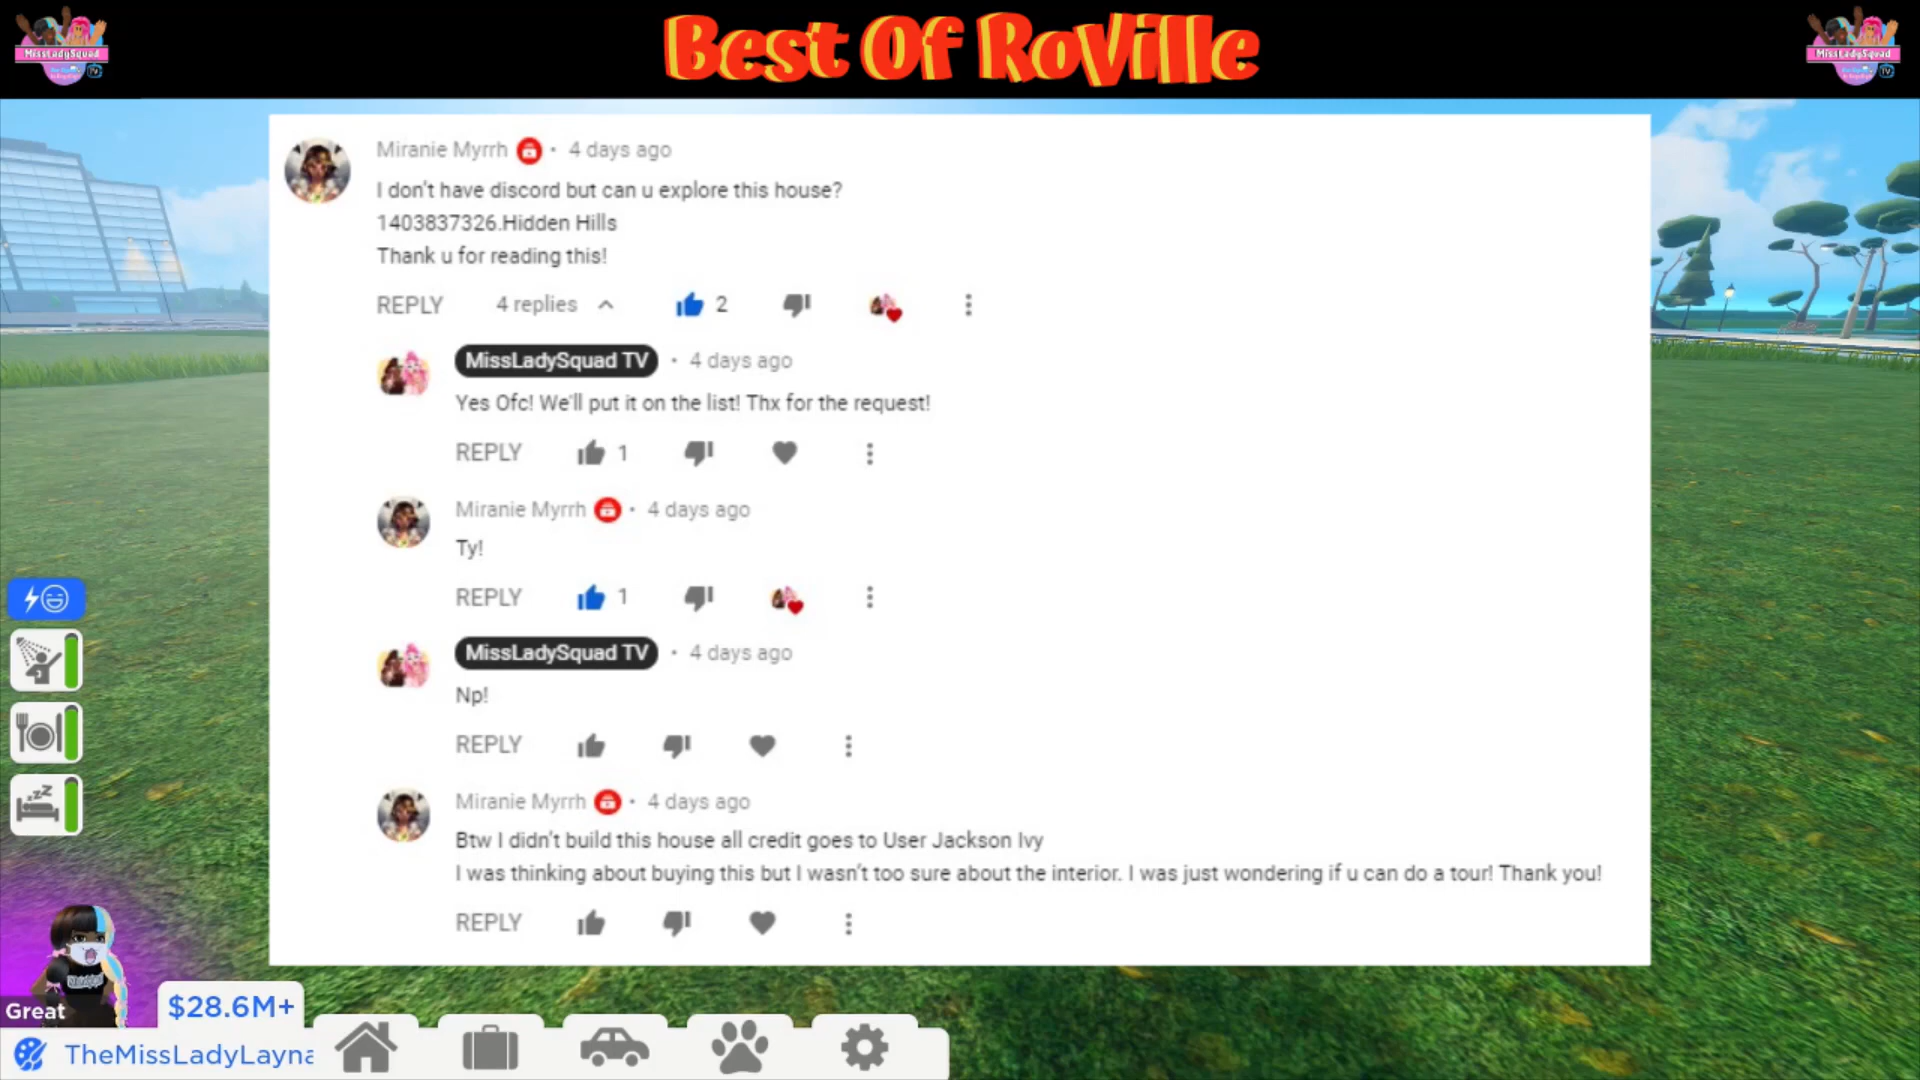 Best Of RoVille
MissLadySquad
TV
MissLadySquad
TV
Miranie Myrrh • 4 days ago
I don't have discord but can u explore this house?
1403837326.Hidden Hills
Thank u for reading this!
REPLY 4 replies 2
MissLadySquad TV • 4 days ago
Yes Ofc! We'll put it on the list! Thx for the request!
REPLY 1
Miranie Myrrh • 4 days ago
Ty!
REPLY 1
MissLadySquad TV • 4 days ago
Np!
REPLY
Miranie Myrrh • 4 days ago
Btw I didn't build this house all credit goes to User Jackson Ivy
I was thinking about buying this but I wasn't too sure about the interior. I was just wondering if u can do a tour! Thank you!
REPLY
Great
$28.6M+
TheMissLadyLayna